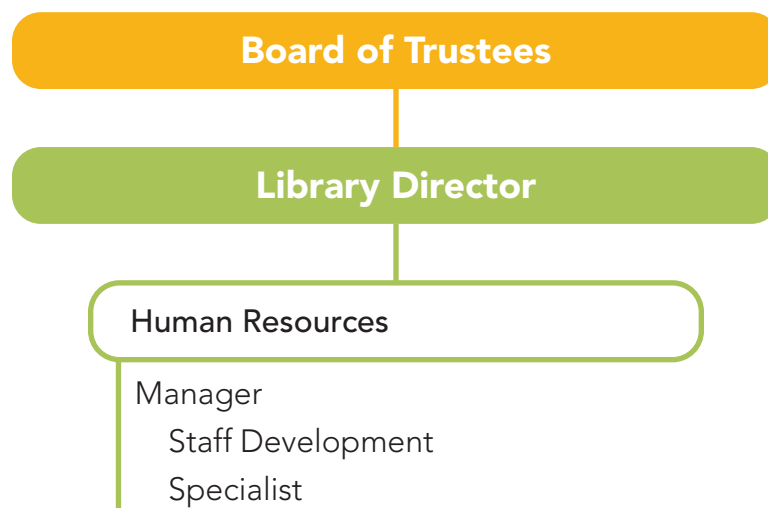 Board of Trustees
Library Director
Human Resources
Manager
Staff Development
Specialist